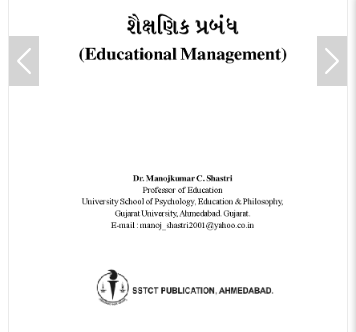 શૈક્ષણિક પ્રબંધ
(Educational Management)
Dr. Manojkumar C. Shastri
Professor of Education
University School of Psychology, Education & Philosophy,
Gujarat University, Ahmedabad. Gujarat.
E-mail : manoj_shastri2001@yahoo.co.in
SSTCT PUBLICATION, AHMEDABAD.